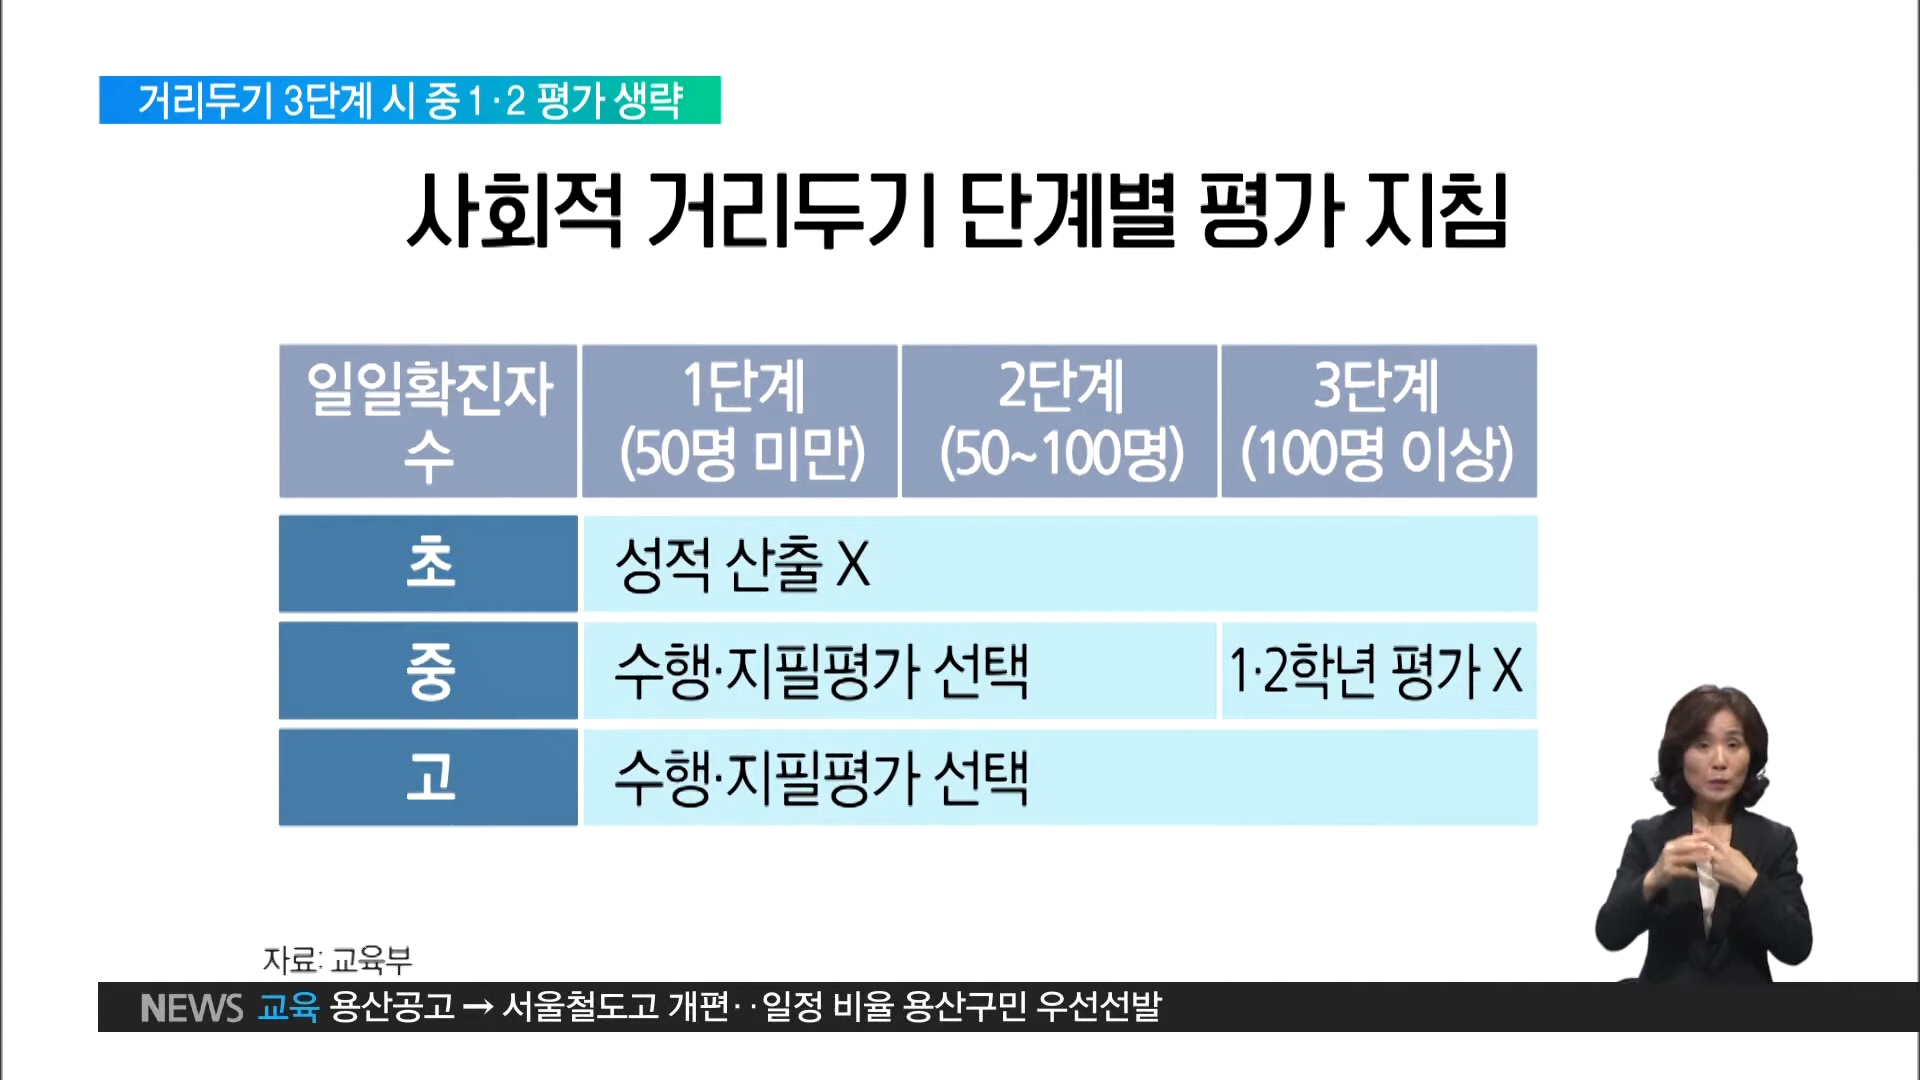 거리두기 3단계 시 중 1·2 평가 생략
사회적 거리두기 단계별 평가 지침
일일확진자 수
1단계 (50명 미만)
2단계 (50~100명)
3단계 (100명 이상)
초
성적 산출 X
중
수행·지필평가 선택
1·2학년 평가 X
고
수행·지필평가 선택
자료: 교육부
NEWS 교육 용산공고 → 서울철도고 개편‥일정 비율 용산구민 우선선발